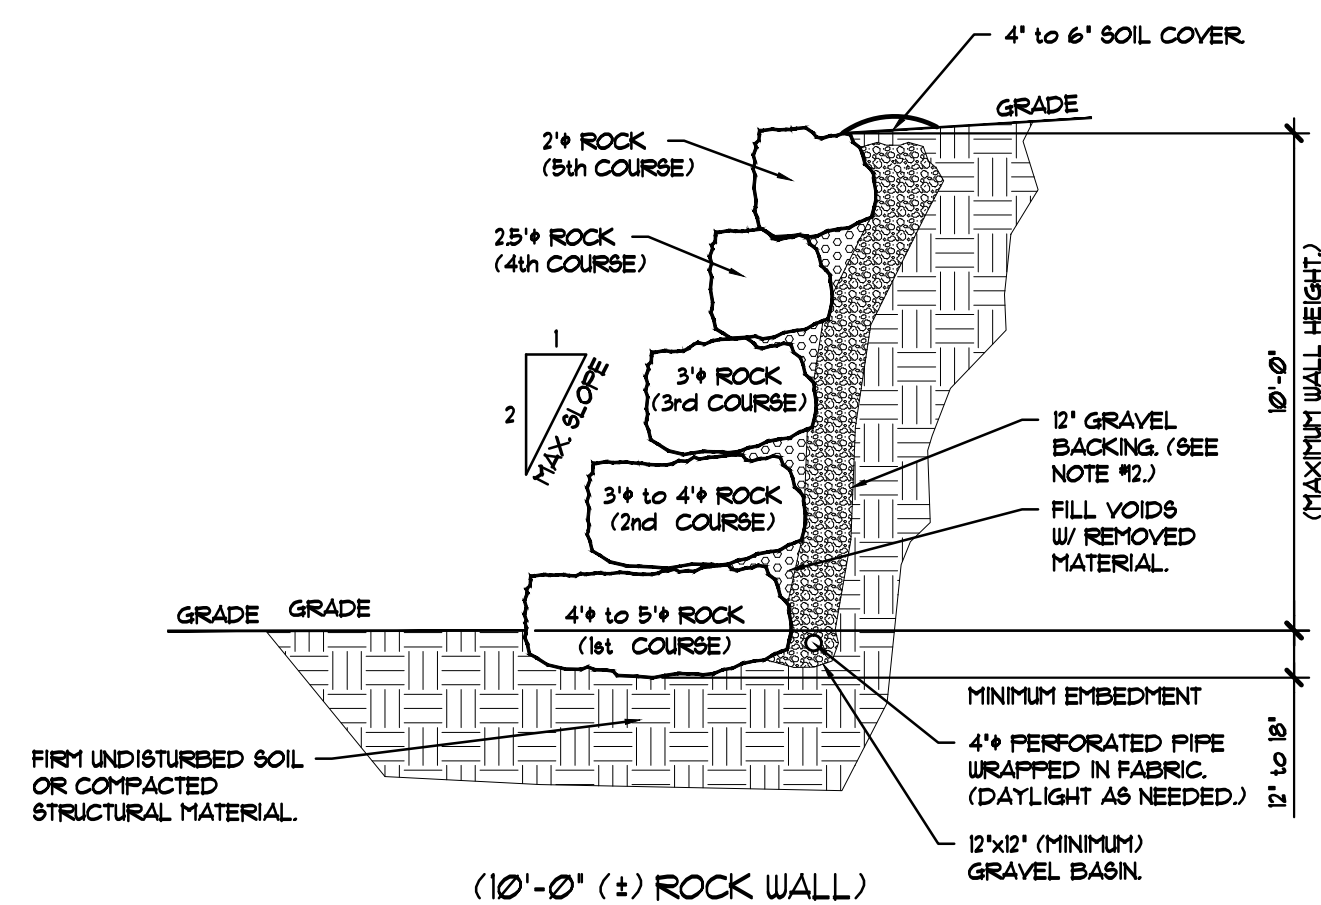 4" to 6" SOIL COVER
GRADE
2'ϕ ROCK
(5th COURSE)
2.5'ϕ ROCK
(4th COURSE)
1
2
MAX. SLOPE
3'ϕ ROCK
(3rd COURSE)
10'-0"
(MAXIMUM WALL HEIGHT.)
12" GRAVEL
BACKING. (SEE
NOTE #12.)
3'ϕ to 4'ϕ ROCK
(2nd COURSE)
FILL VOIDS
W/ REMOVED
MATERIAL.
GRADE GRADE
4'ϕ to 5'ϕ ROCK
(1st COURSE)
MINIMUM EMBEDMENT
12" to 18"
FIRM UNDISTURBED SOIL
OR COMPACTED
STRUCTURAL MATERIAL.
4"ϕ PERFORATED PIPE
WRAPPED IN FABRIC.
(DAYLIGHT AS NEEDED.)
12"x12" (MINIMUM)
GRAVEL BASIN.
(10'-0" (±) ROCK WALL)